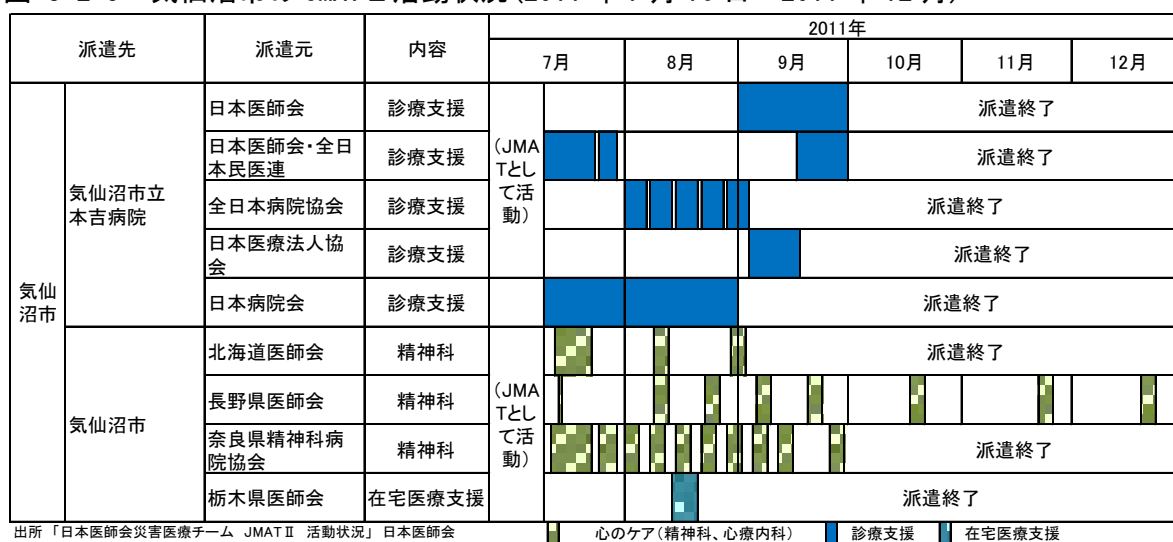 派遣先
派遣元
内容
2011年
7月
8月
9月
10月
11月
12月
気仙
沼市
気仙沼市立
本吉病院
日本医師会
診療支援
(JMA
Tとし
て活
動)
派遣終了
日本医師会・全日
本民医連
診療支援
派遣終了
全日本病院協会
診療支援
派遣終了
日本医療法人協
会
診療支援
派遣終了
日本病院会
診療支援
派遣終了
気仙沼市
北海道医師会
精神科
(JMA
Tとし
て活
動)
派遣終了
長野県医師会
精神科
奈良県精神科病
院協会
精神科
派遣終了
栃木県医師会
在宅医療支援
派遣終了
出所 「日本医師会災害医療チーム JMATⅡ 活動状況」 日本医師会
心のケア(精神科、心療内科)
診療支援
在宅医療支援